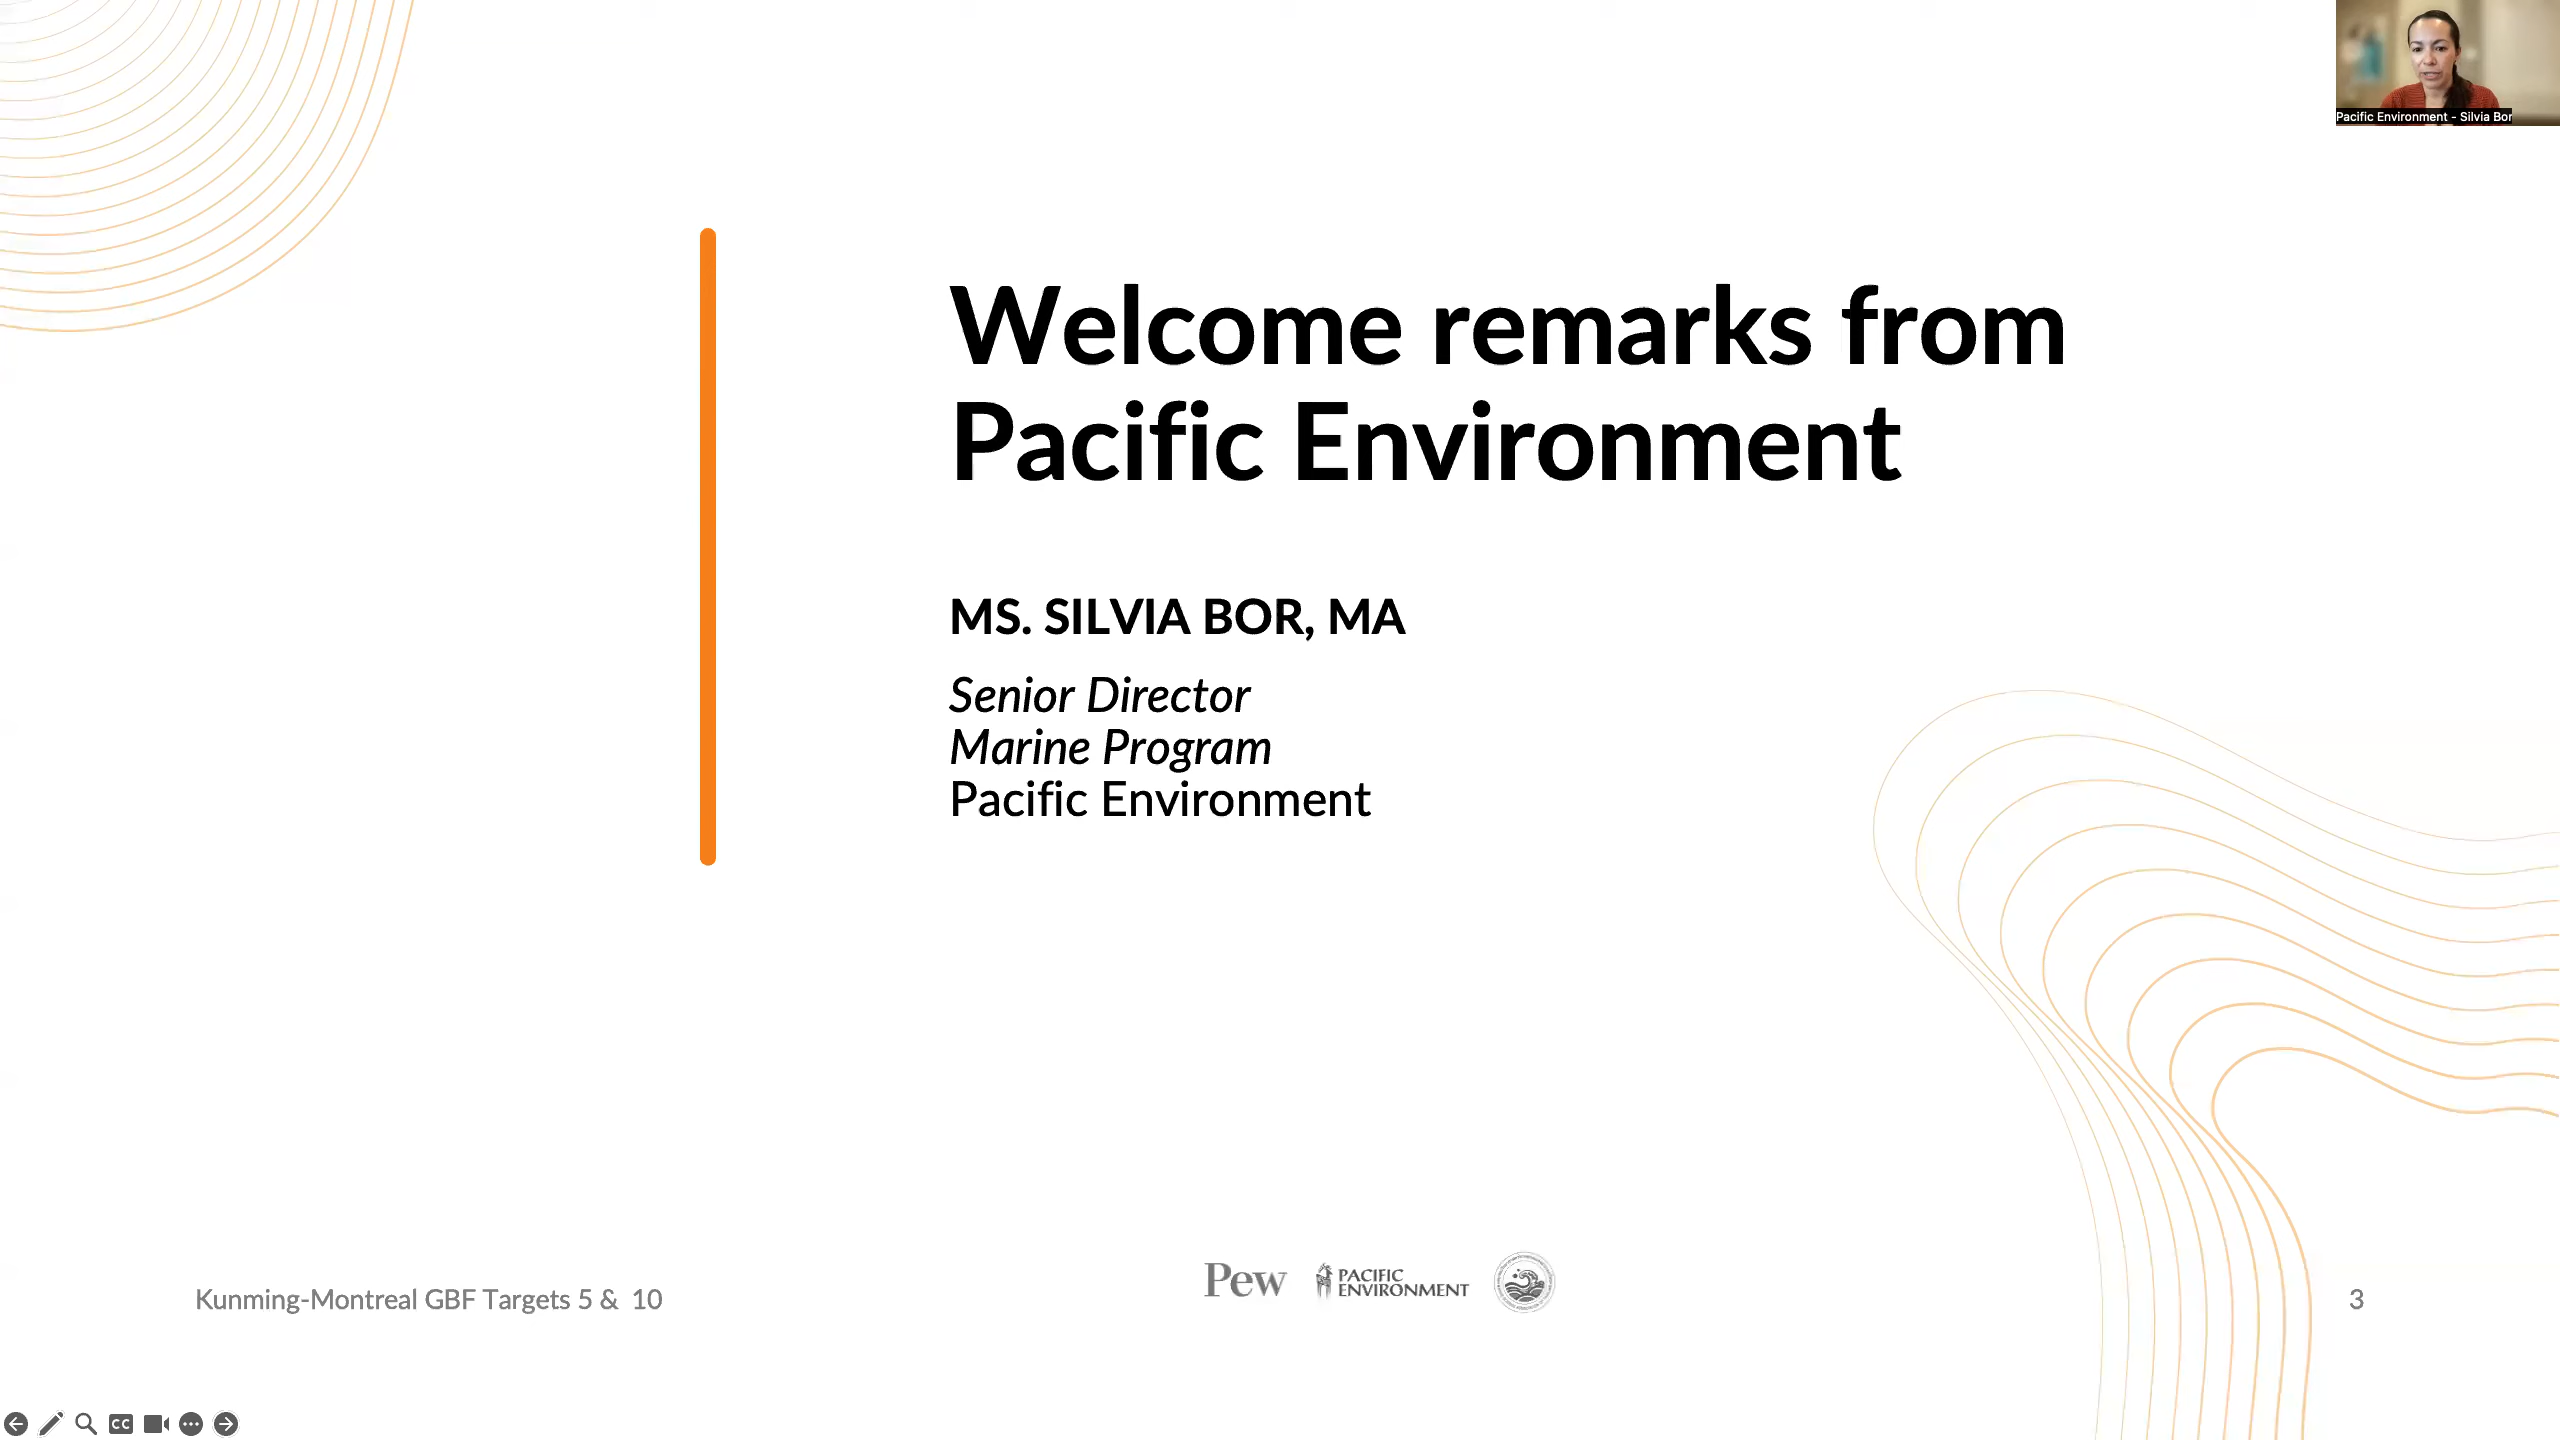 Pacific Environment - Silvia Bor
Welcome remarks from
Pacific Environment
MS. SILVIA BOR, MA
Senior Director
Marine Program
Pacific Environment
Kunming-Montreal GBF Targets 5 & 10
Pew
PACIFIC
ENVIRONMENT
3
CC